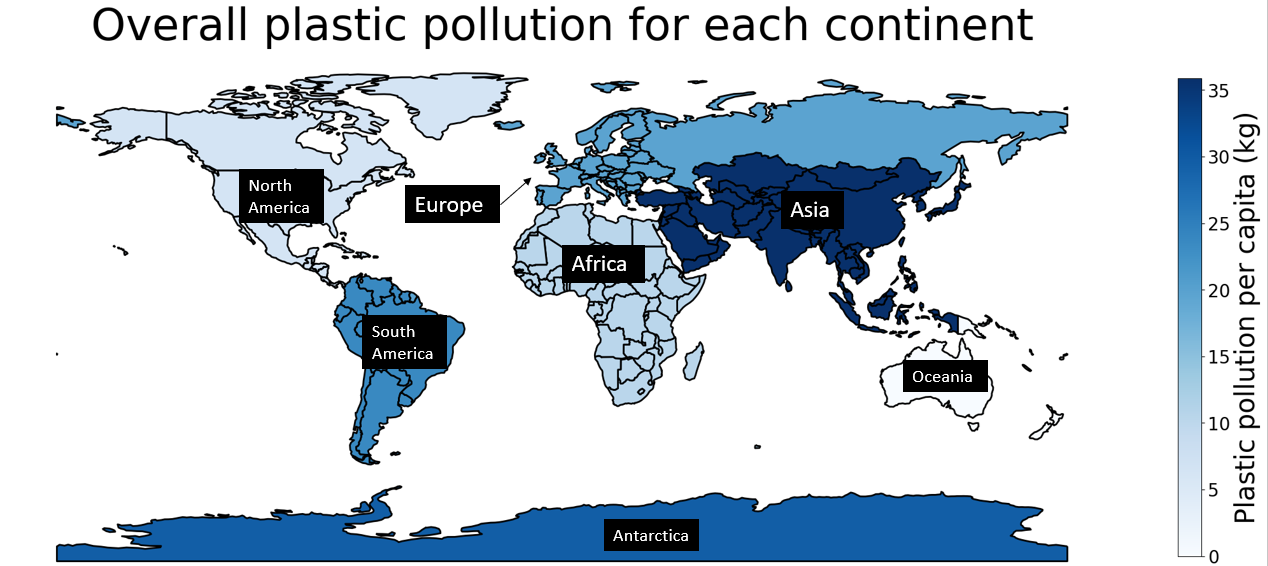 Overall plastic pollution for each continent
North
America
Europe
Asia
Africa
South
America
Oceania
Antarctica
35
30
25
20
15
10
5
0
Plastic pollution per capita (kg)